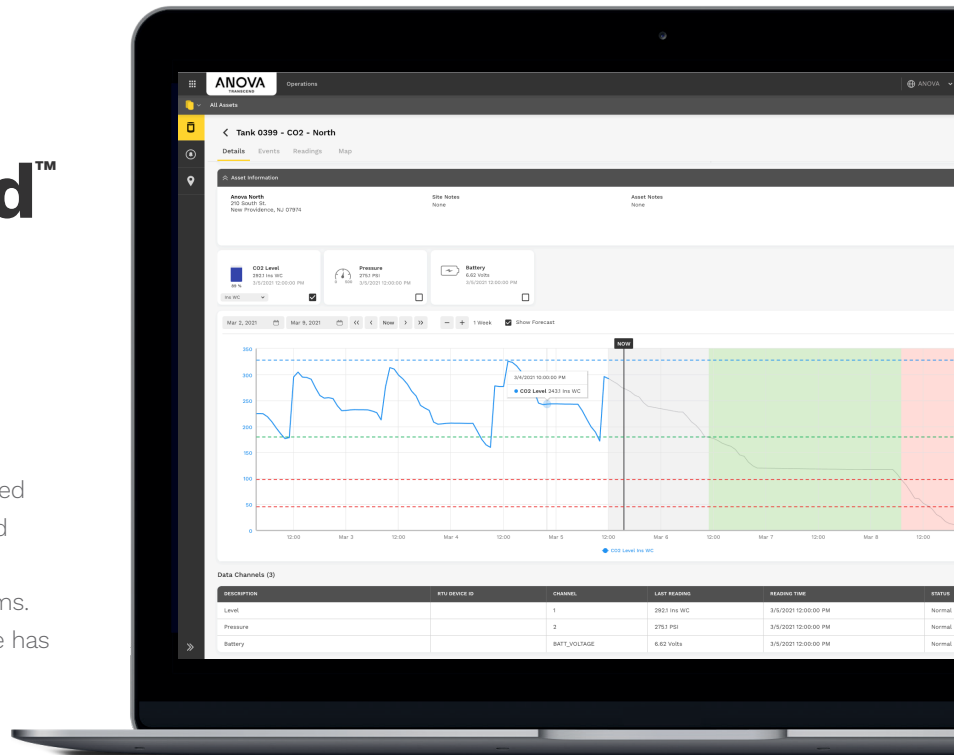 d™
ed
d
ms.
e has
ANOVA
TRANSCEND
Operations
ANOVA
All Assets
Tank 0399 - CO2 - North
Details Events Readings Map
Asset Information
Anova North
210 South St.
New Providence, NJ 07974
Site Notes
None
Asset Notes
None
CO2 Level
292.1 Ins WC
3/5/2021 12:00:00 PM
Ins WC
Pressure
275.1 PSI
3/5/2021 12:00:00 PM
Battery
6.62 Volts
3/5/2021 12:00:00 PM
Mar 2, 2021 Mar 9, 2021 Now 1 Week Show Forecast
NOW
350
300
250
200
150
100
50
0
3/4/2021 10:00:00 PM
CO2 Level 243.1 Ins WC
12:00 Mar 3 12:00 Mar 4 12:00 Mar 5 12:00 Mar 6 12:00 Mar 7 12:00 Mar 8 12:00
CO2 Level Ins WC
Data Channels (3)
DESCRIPTION RTU DEVICE ID CHANNEL LAST READING READING TIME STATUS
Level 1 292.1 Ins WC 3/5/2021 12:00:00 PM Normal
Pressure 2 275.1 PSI 3/5/2021 12:00:00 PM Normal
Battery BATT_VOLTAGE 6.62 Volts 3/5/2021 12:00:00 PM Normal